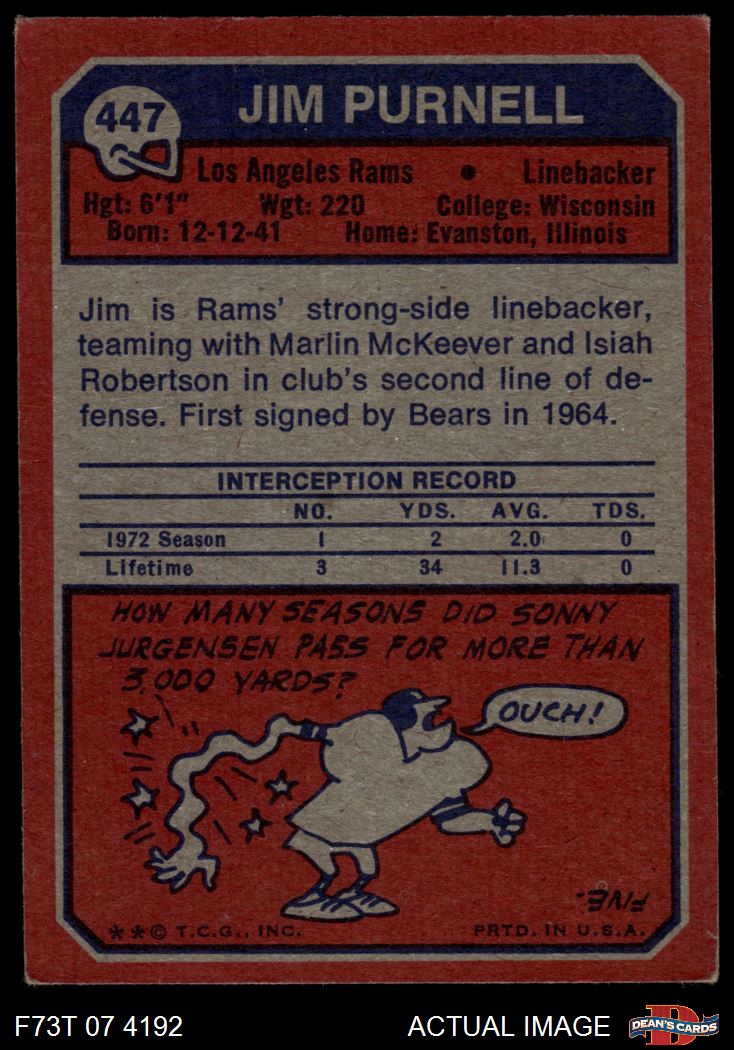 447
JIM PURNELL
Los Angeles Rams • Linebacker
Hgt: 6'1" Wgt: 220 College: Wisconsin
Born: 12-12-41 Home: Evanston, Illinois
Jim is Rams' strong-side linebacker,
teaming with Marlin McKeever and Isiah
Robertson in club's second line of de-
fense. First signed by Bears in 1964.
INTERCEPTION RECORD
NO. YDS. AVG. TDS.
1972 Season 1 2 2.0 0
Lifetime 3 34 11.3 0
HOW MANY SEASONS DID SONNY
JURGENSEN PASS FOR MORE THAN
3,000 YARDS?
OUCH!
FIVE.
**© T.C.G., INC. PRTD. IN U.S.A.
F73T 07 4192 ACTUAL IMAGE
D
DEAN'S CARDS